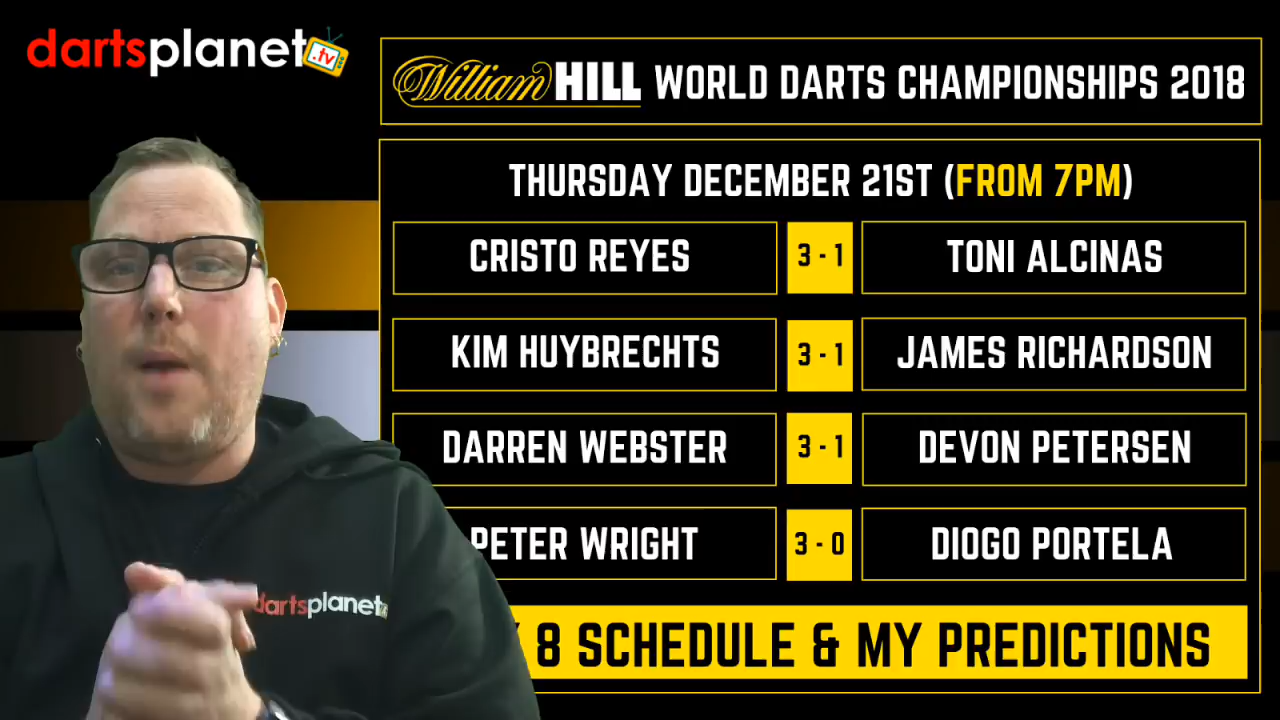 dartsplanet.tv
William HILL WORLD DARTS CHAMPIONSHIPS 2018
THURSDAY DECEMBER 21ST (FROM 7PM)
CRISTO REYES 3 - 1 TONI ALCINAS
KIM HUYBRECHTS 3 - 1 JAMES RICHARDSON
DARREN WEBSTER 3 - 1 DEVON PETERSEN
PETER WRIGHT 3 - 0 DIOGO PORTELA
8 SCHEDULE & MY PREDICTIONS
dartsplanet